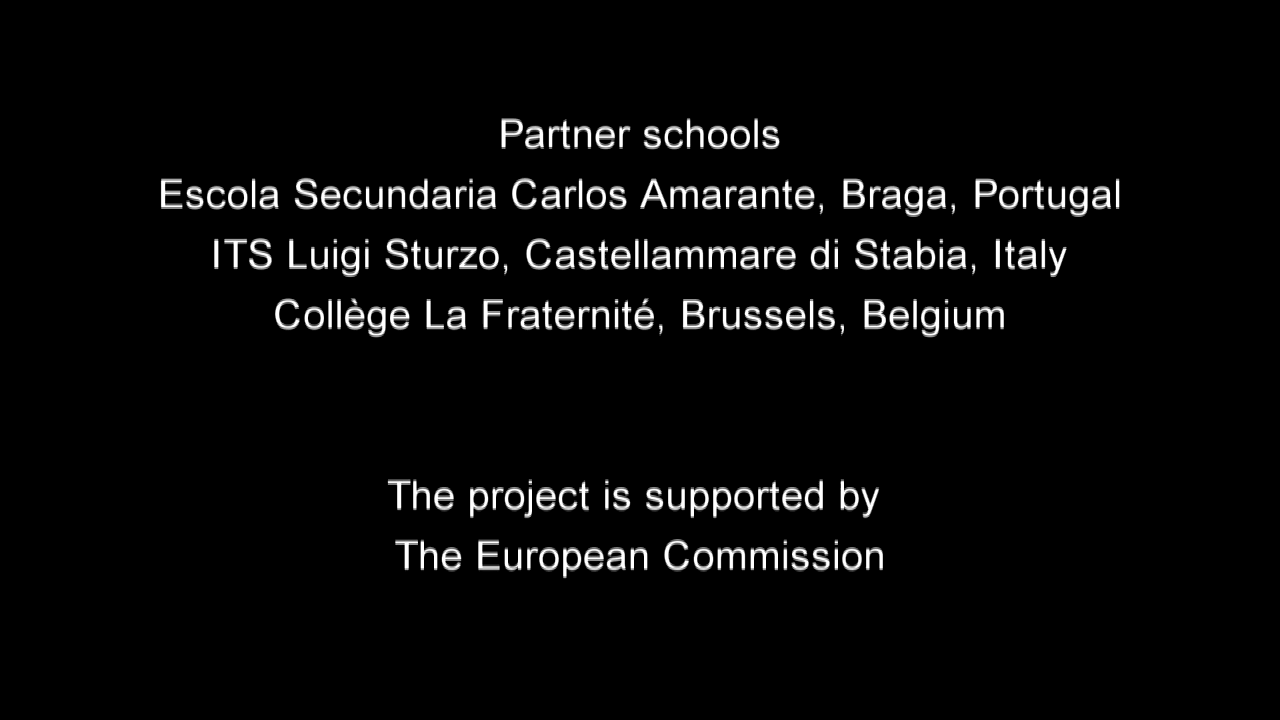 Partner schools
Escola Secundaria Carlos Amarante, Braga, Portugal
ITS Luigi Sturzo, Castellammare di Stabia, Italy
Collège La Fraternité, Brussels, Belgium
The project is supported by
The European Commission